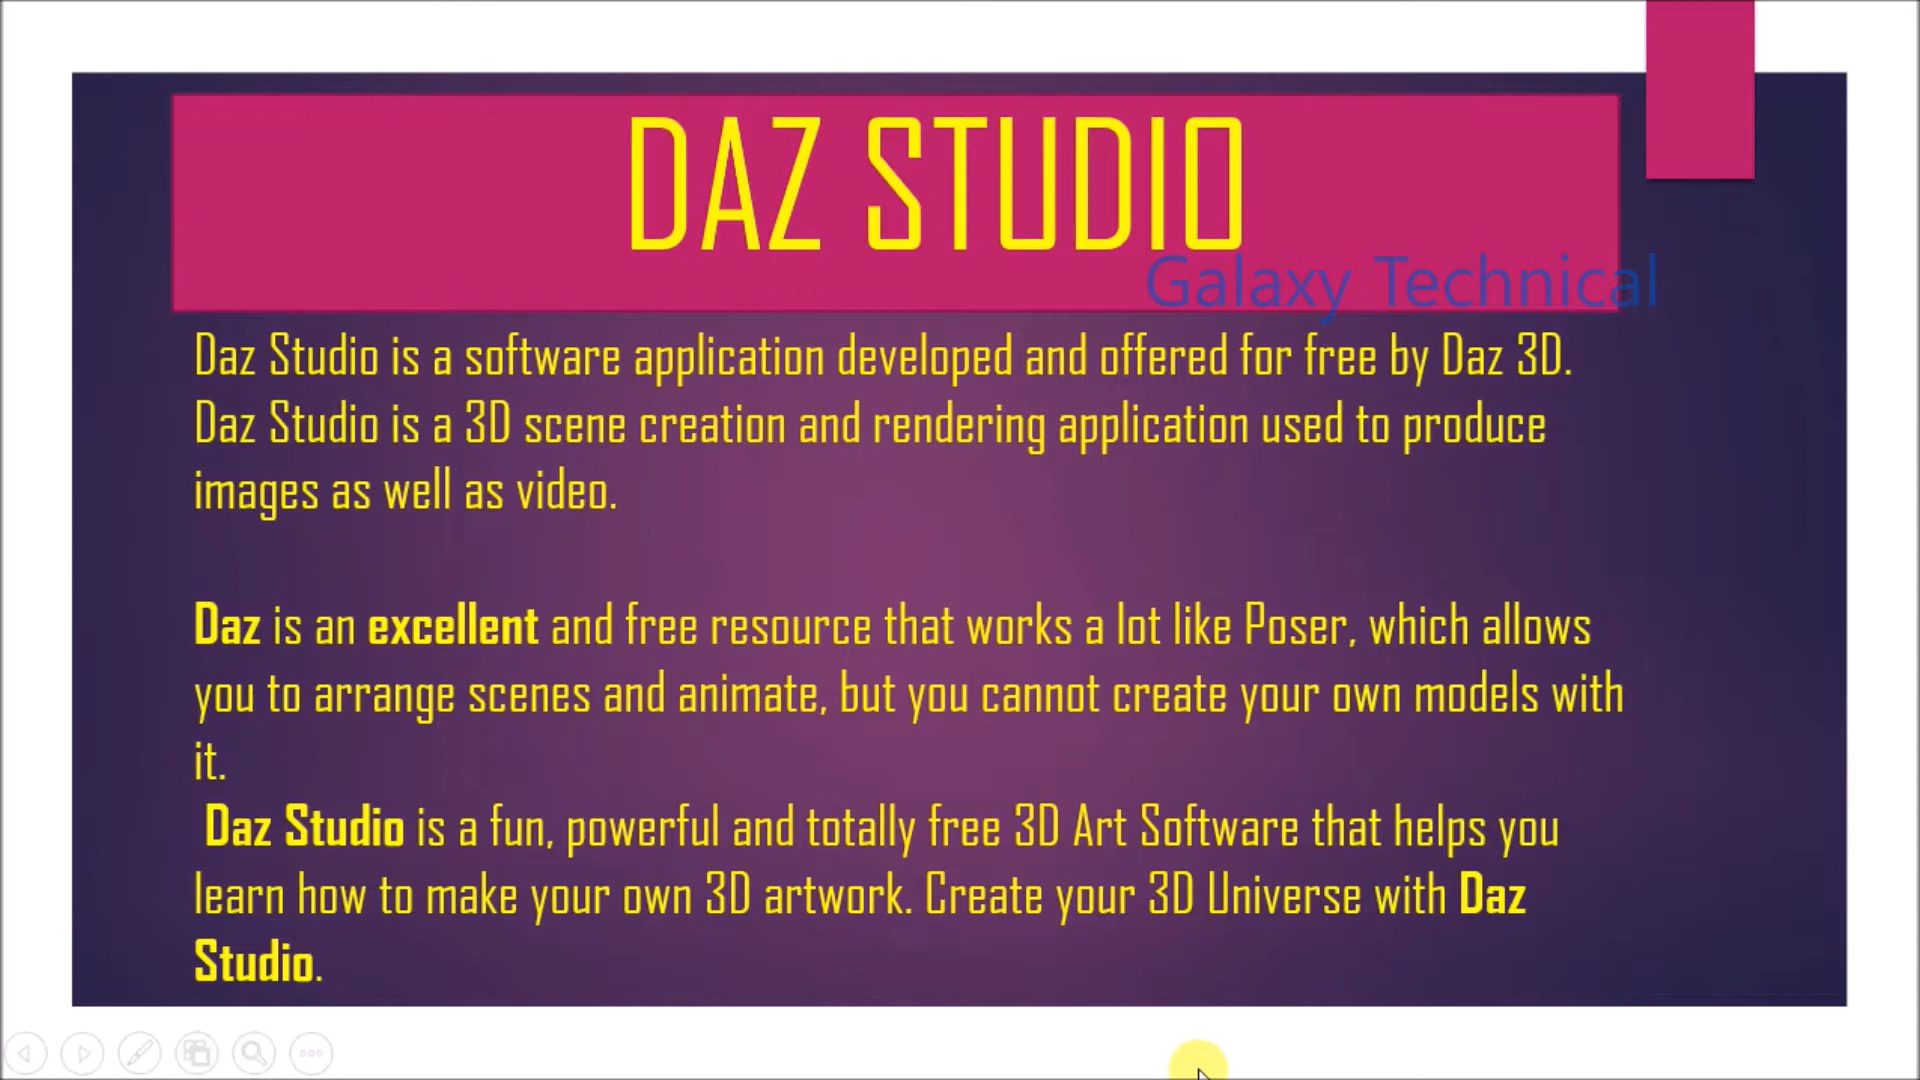 DAZ STUDIO
Galaxy Technical
Daz Studio is a software application developed and offered for free by Daz 3D.
Daz Studio is a 3D scene creation and rendering application used to produce
images as well as video.
Daz is an excellent and free resource that works a lot like Poser, which allows
you to arrange scenes and animate, but you cannot create your own models with
it.
Daz Studio is a fun, powerful and totally free 3D Art Software that helps you
learn how to make your own 3D artwork. Create your 3D Universe with Daz
Studio.